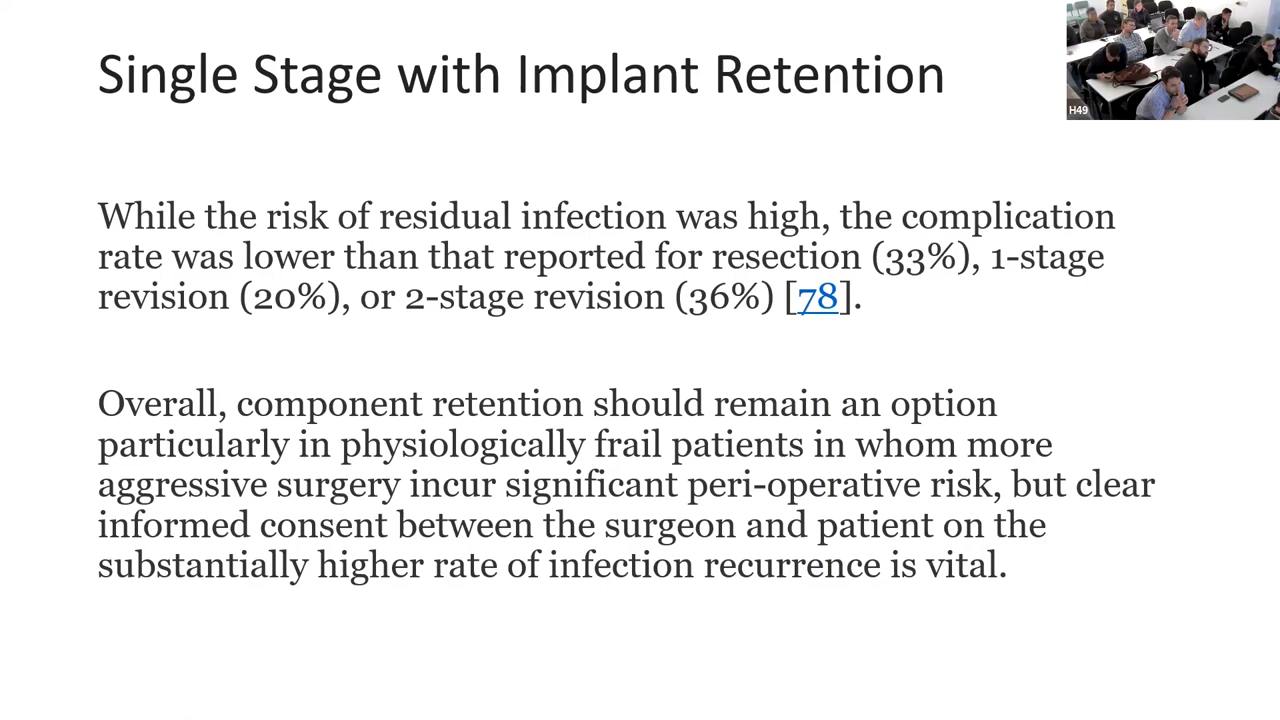 Single Stage with Implant Retention
H49
While the risk of residual infection was high, the complication
rate was lower than that reported for resection (33%), 1-stage
revision (20%), or 2-stage revision (36%) [78].
Overall, component retention should remain an option
particularly in physiologically frail patients in whom more
aggressive surgery incur significant peri-operative risk, but clear
informed consent between the surgeon and patient on the
substantially higher rate of infection recurrence is vital.